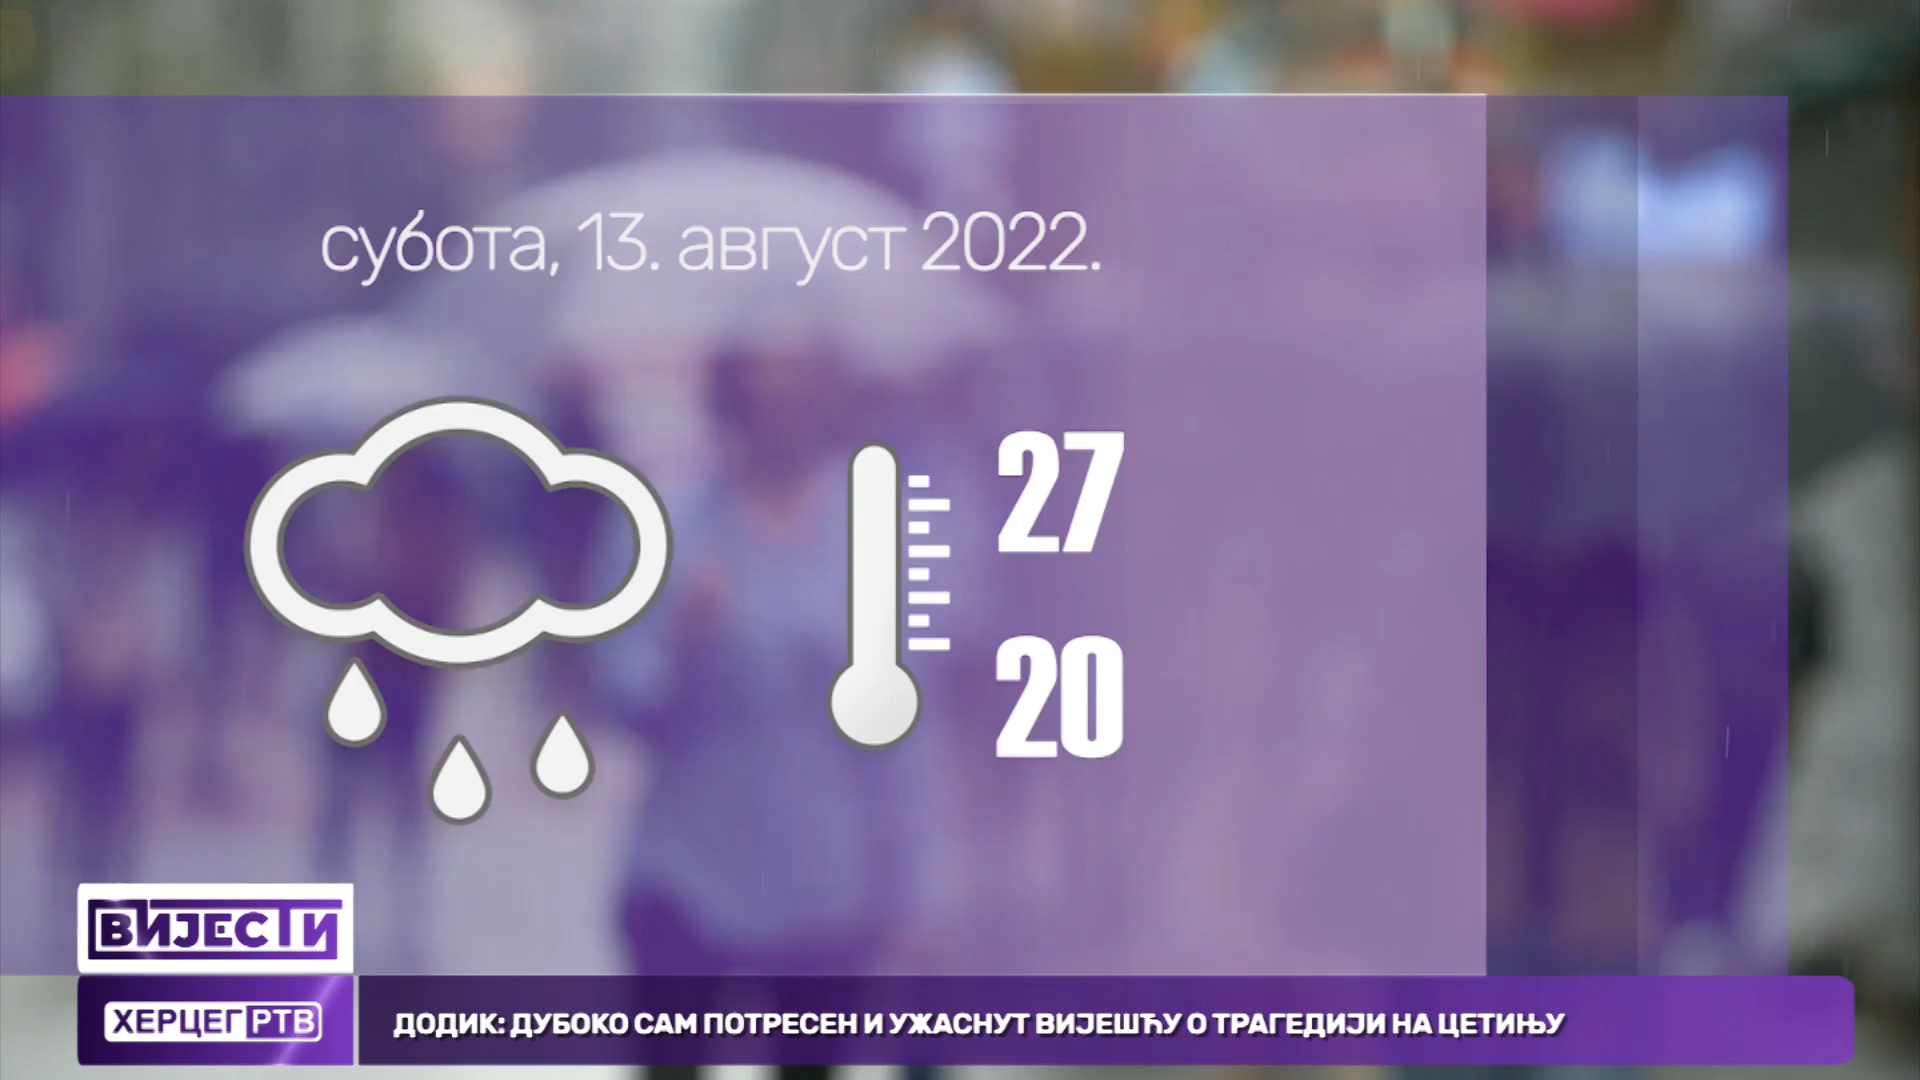 субота, 13. август 2022.
27
20
ВИЈЕСТИ
ХЕРЦЕГ РТВ
ДОДИК: ДУБОКО САМ ПОТРЕСЕН И УЖАСНУТ ВИЈЕШЋУ О ТРАГЕДИЈИ НА ЦЕТИЊУ